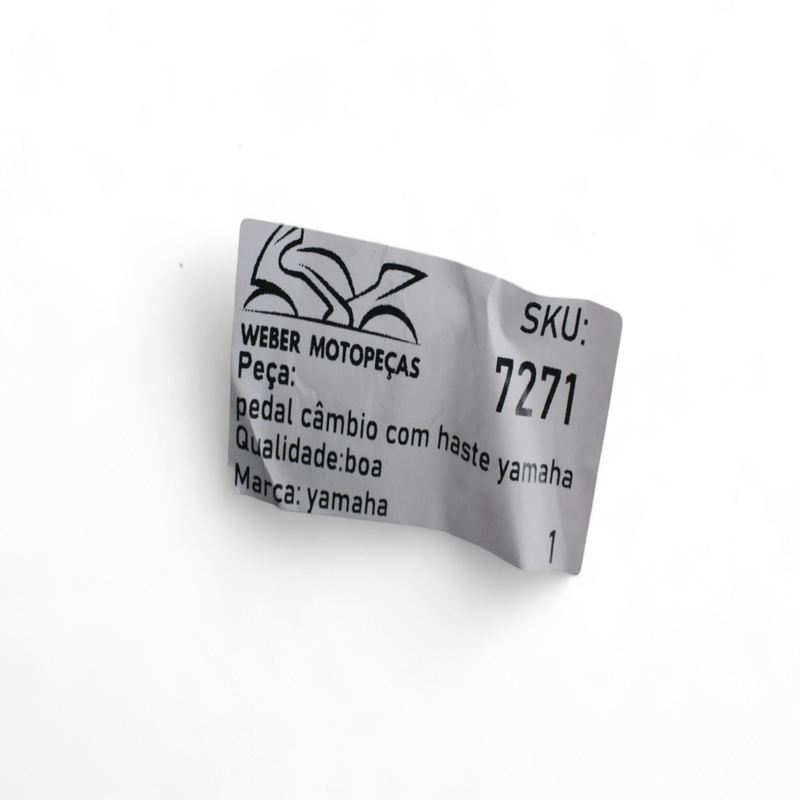 WEBER MOTOPEÇAS
SKU:
7271
Peça:
pedal câmbio com haste yamaha
Qualidade:boa
Marca: yamaha
1